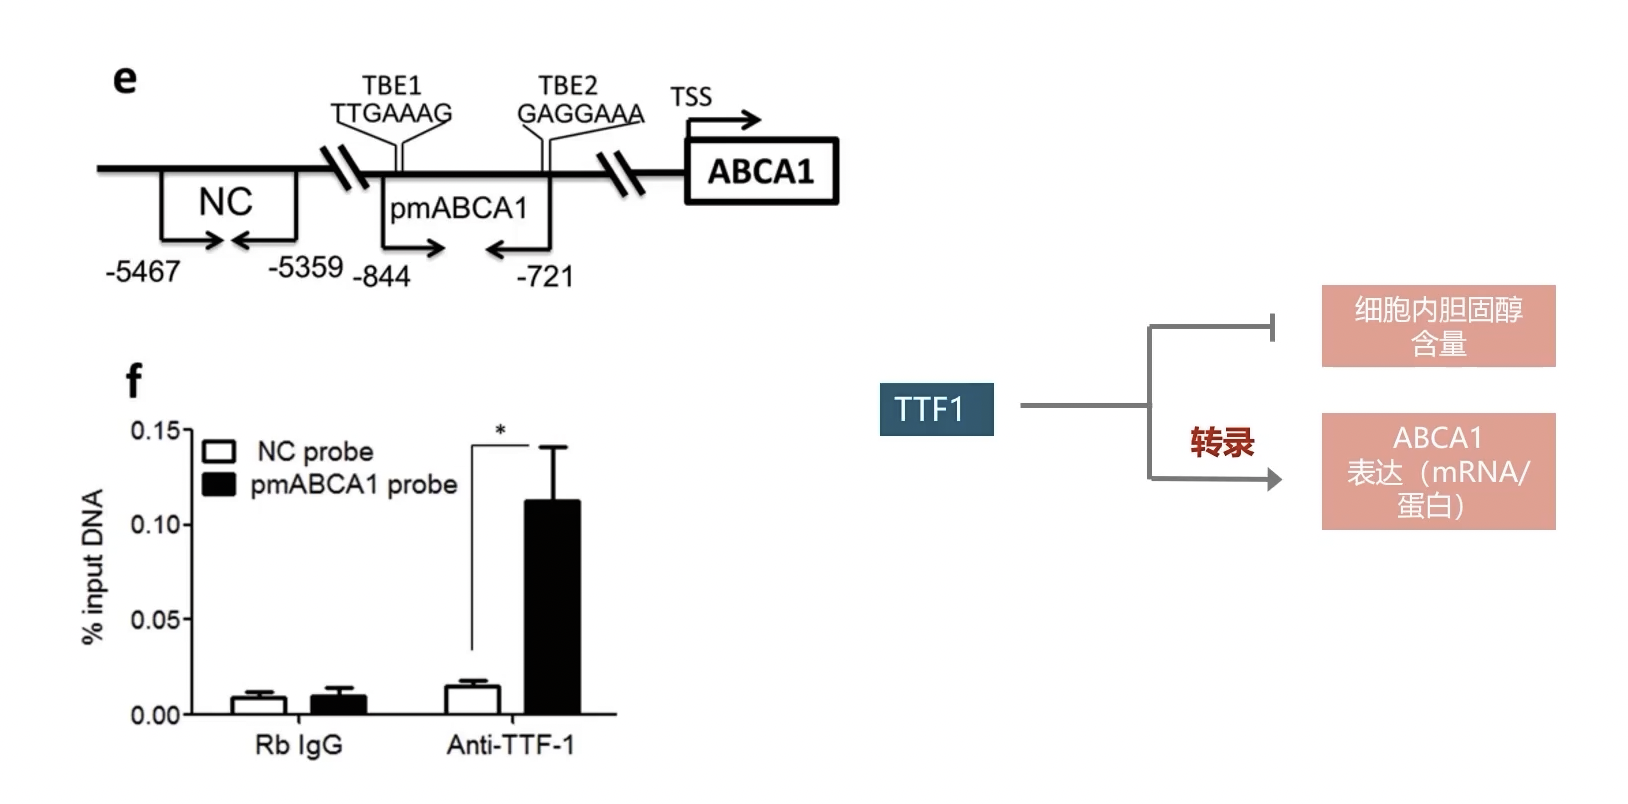 e
TBE1
TTGAAAG
TBE2
GAGGAAA
TSS
ABCA1
NC
pmABCA1
-5467
-5359
-844
-721
f
% input DNA
0.15
0.10
0.05
0.00
NC probe
pmABCA1 probe
*
Rb IgG
Anti-TTF-1
TTF1
转录
细胞内胆固醇
含量
ABCA1
表达（mRNA/
蛋白）